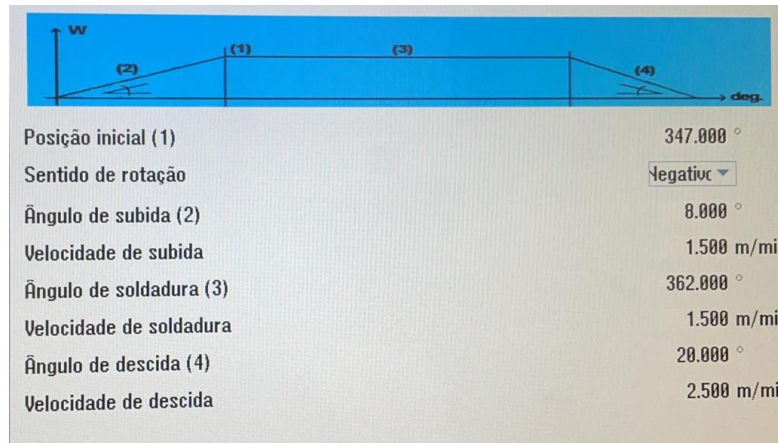 W
(1)
(3)
(2)
(4)
deg.
Posição inicial (1) 347.000 °
Sentido de rotação Negativo
Ângulo de subida (2) 8.000 °
Velocidade de subida 1.500 m/mi
Ângulo de soldadura (3) 362.000 °
Velocidade de soldadura 1.500 m/mi
Ângulo de descida (4) 20.000 °
Velocidade de descida 2.500 m/mi